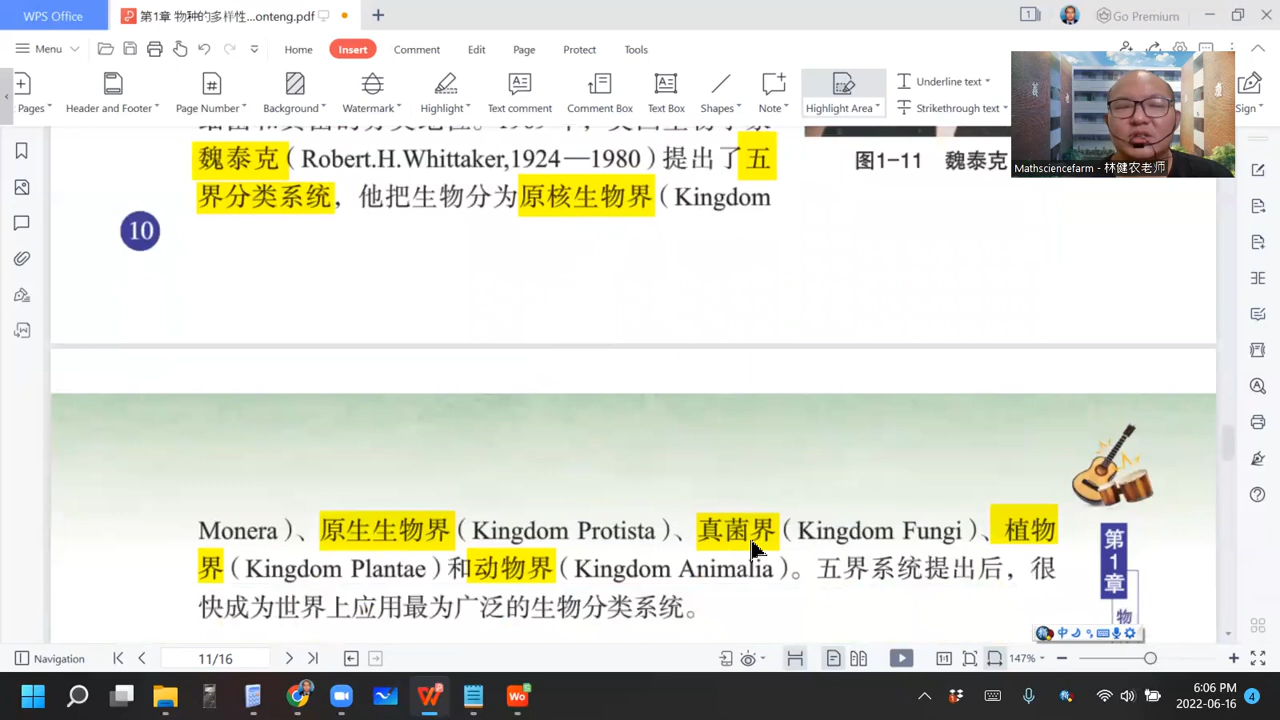 WPS Office
第1章 物种的多样性...onteng.pdf
1
Go Premium
Menu
Home
Insert
Comment
Edit
Page
Protect
Tools
Pages
Header and Footer
Page Number
Background
Watermark
Highlight
Text comment
Comment Box
Text Box
Shapes
Note
Highlight Area
Underline text
Strikethrough text
Sign
Mathsciencefarm - 林健农老师
魏泰克（Robert.H.Whittaker,1924—1980）提出了五
界分类系统，他把生物分为原核生物界（Kingdom
图1-11 魏泰克
10
Monera）、原生生物界（Kingdom Protista）、真菌界（Kingdom Fungi）、植物
界（Kingdom Plantae）和动物界（Kingdom Animalia）。五界系统提出后，很
快成为世界上应用最为广泛的生物分类系统。
第1章
物
中
Navigation
11/16
1:1
147%
6:06 PM
2022-06-16
4